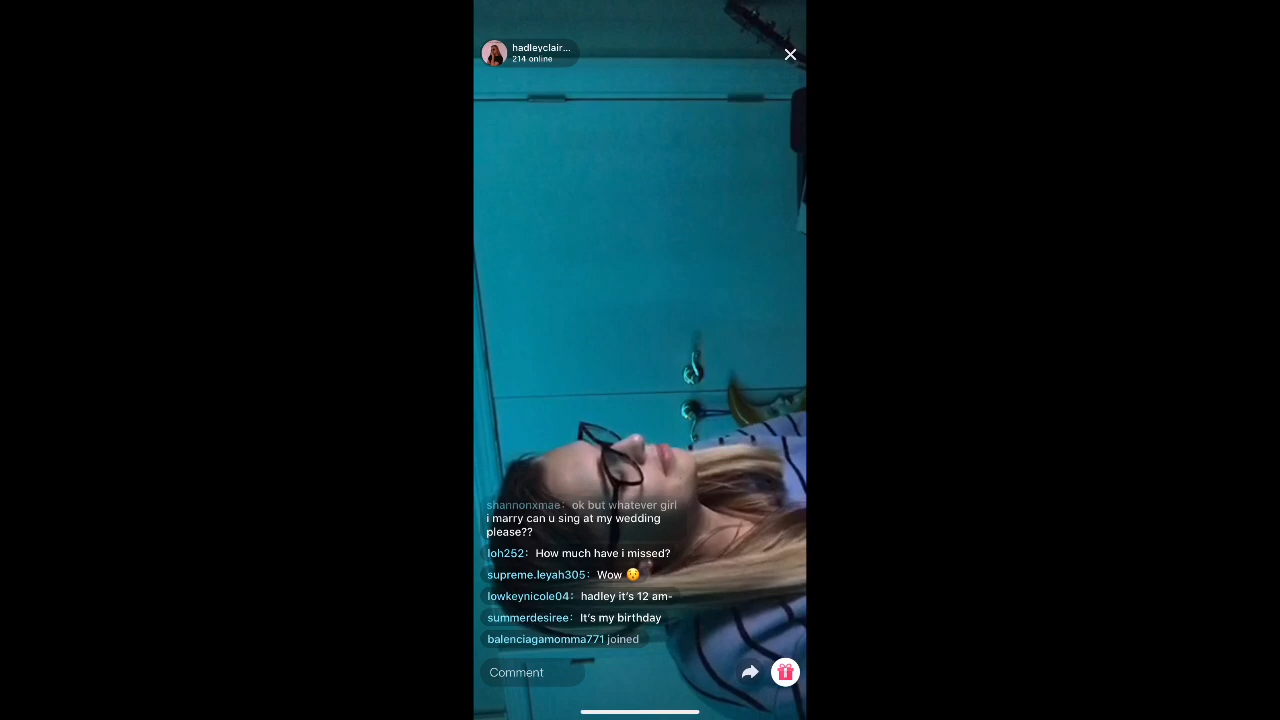 hadleyclair...
214 online
shannonxmae: ok but whatever girl
i marry can u sing at my wedding
please??
loh252: How much have i missed?
supreme.leyah305: Wow 😯
lowkeynicole04: hadley it's 12 am-
summerdesiree: It's my birthday
balenciagamomma771 joined
Comment